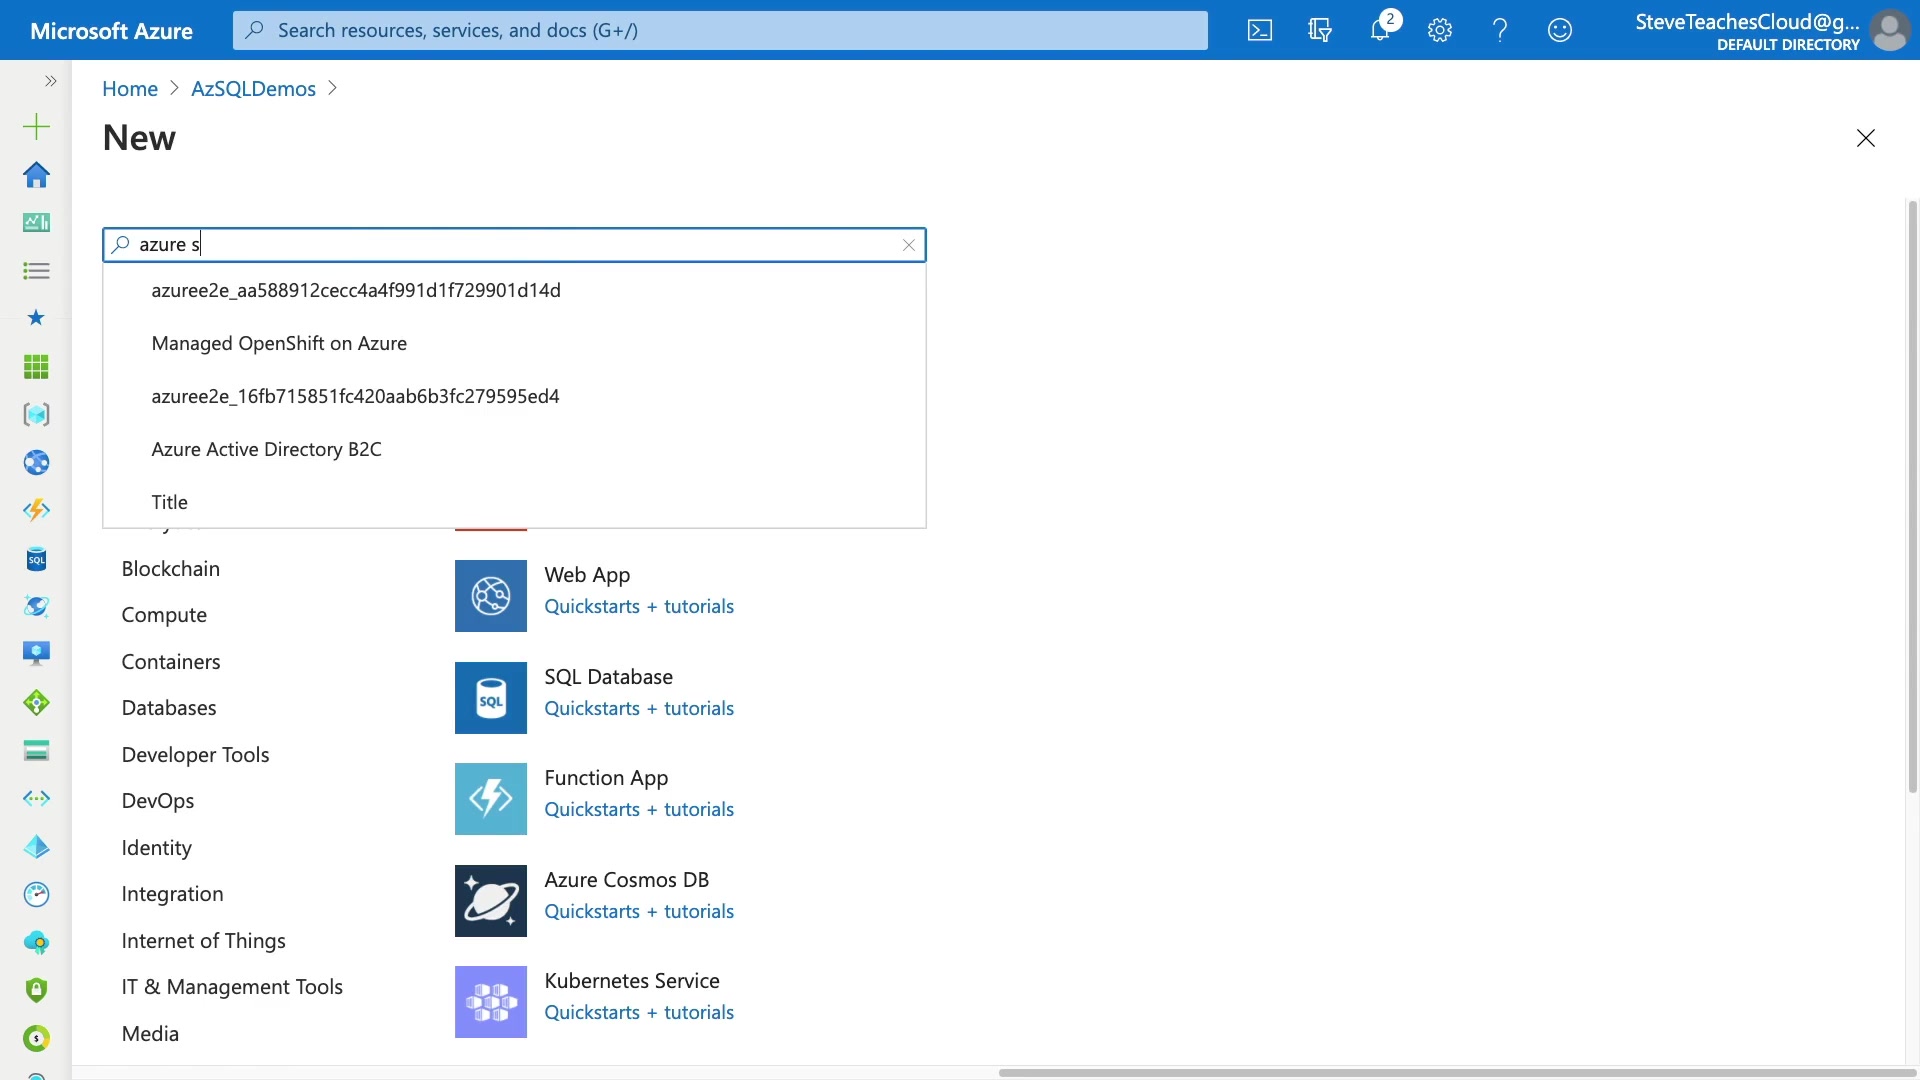 Microsoft Azure
Search resources, services, and docs (G+/)
2
SteveTeachesCloud@g...
DEFAULT DIRECTORY
Home > AzSQLDemos >
New
azure s
azuree2e_aa588912cecc4a4f991d1f729901d14d
Managed OpenShift on Azure
azuree2e_16fb715851fc420aab6b3fc279595ed4
Azure Active Directory B2C
Title
Blockchain
Compute
Containers
Databases
Developer Tools
DevOps
Identity
Integration
Internet of Things
IT & Management Tools
Media
Web App
Quickstarts + tutorials
SQL
SQL Database
Quickstarts + tutorials
Function App
Quickstarts + tutorials
Azure Cosmos DB
Quickstarts + tutorials
Kubernetes Service
Quickstarts + tutorials
SQL